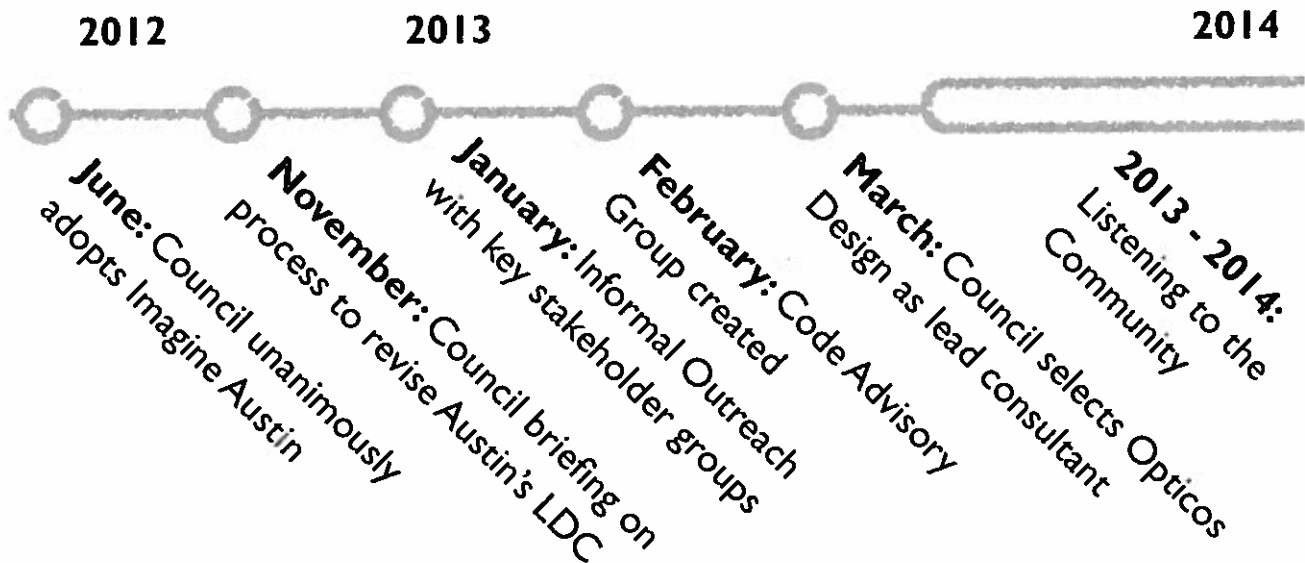 2012
2013
2014
June: Council unanimously
adopts Imagine Austin
November: Council briefing on
process to revise Austin's LDC
January: Informal Outreach
with key stakeholder groups
February: Code Advisory
Group created
March: Council selects Opticos
Design as lead consultant
2013 - 2014:
Listening to the
Community